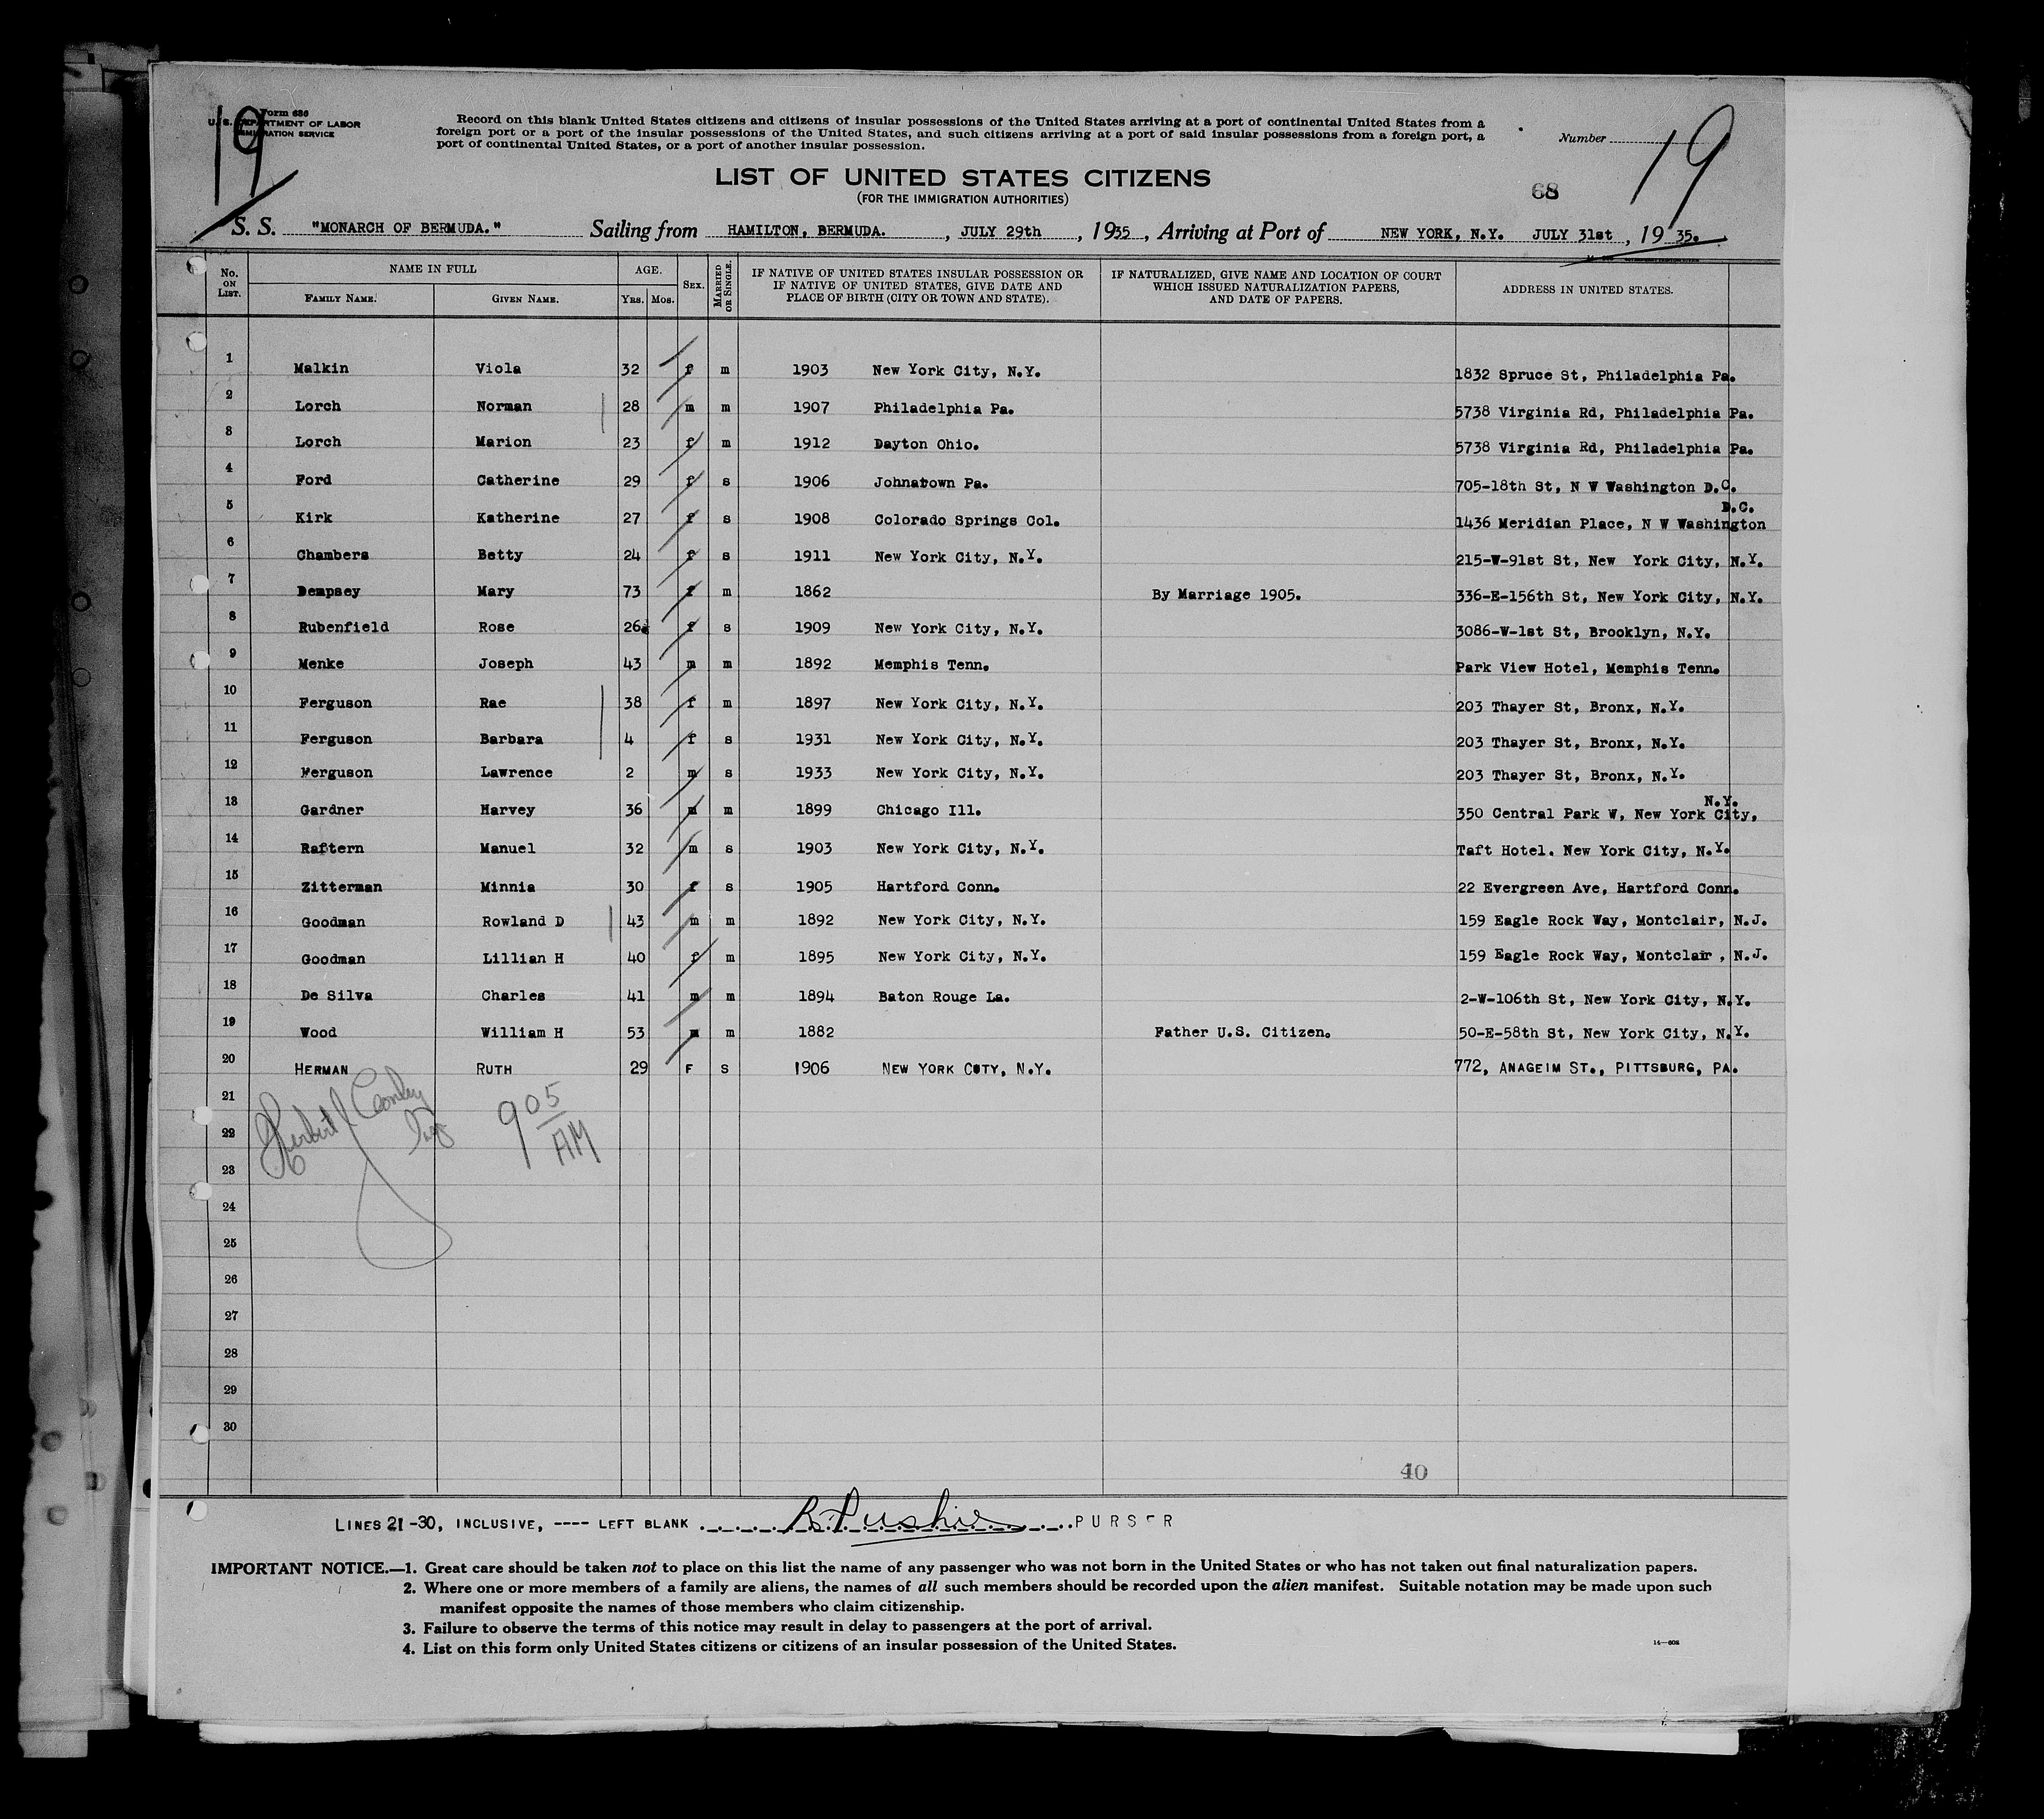 19
Form 686
U. S. DEPARTMENT OF LABOR
IMMIGRATION SERVICE
Record on this blank United States citizens and citizens of insular possessions of the United States arriving at a port of continental United States from a
foreign port or a port of the insular possessions of the United States, and such citizens arriving at a port of said insular possessions from a foreign port, a
port of continental United States, or a port of another insular possession.
Number 19
LIST OF UNITED STATES CITIZENS
(FOR THE IMMIGRATION AUTHORITIES)
68
S. S. "MONARCH OF BERMUDA." Sailing from HAMILTON, BERMUDA. , JULY 29th , 1935 , Arriving at Port of NEW YORK, N.Y. JULY 31st , 19 35.
No. ON LIST. NAME IN FULL FAMILY NAME. GIVEN NAME. AGE. YRS. MOS. SEX. MARRIED OR SINGLE. IF NATIVE OF UNITED STATES INSULAR POSSESSION OR IF NATIVE OF UNITED STATES, GIVE DATE AND PLACE OF BIRTH (CITY OR TOWN AND STATE). IF NATURALIZED, GIVE NAME AND LOCATION OF COURT WHICH ISSUED NATURALIZATION PAPERS, AND DATE OF PAPERS. ADDRESS IN UNITED STATES.
1 Malkin Viola 32 f m 1903 New York City, N.Y. 1832 Spruce St, Philadelphia Pa.
2 Lorch Norman 28 m m 1907 Philadelphia Pa. 5738 Virginia Rd, Philadelphia Pa.
3 Lorch Marion 23 f m 1912 Dayton Ohio. 5738 Virginia Rd, Philadelphia Pa.
4 Ford Catherine 29 f s 1906 Johnatown Pa. 705-18th St, N W Washington D.C.
5 Kirk Katherine 27 f s 1908 Colorado Springs Col. 1436 Meridian Place, N W Washington D.C.
6 Chambers Betty 24 f s 1911 New York City, N.Y. 215-W-91st St, New York City, N.Y.
7 Dempsey Mary 73 f m 1862 By Marriage 1905. 336-E-156th St, New York City, N.Y.
8 Rubenfield Rose 26 f s 1909 New York City, N.Y. 3086-W-1st St, Brooklyn, N.Y.
9 Menke Joseph 43 m m 1892 Memphis Tenn. Park View Hotel, Memphis Tenn.
10 Ferguson Rae 38 f m 1897 New York City, N.Y. 203 Thayer St, Bronx, N.Y.
11 Ferguson Barbara 4 f s 1931 New York City, N.Y. 203 Thayer St, Bronx, N.Y.
12 Ferguson Lawrence 2 m s 1933 New York City, N.Y. 203 Thayer St, Bronx, N.Y.
13 Gardner Harvey 36 m m 1899 Chicago Ill. 350 Central Park W, New York City, N.Y.
14 Raftern Manuel 32 m s 1903 New York City, N.Y. Taft Hotel. New York City, N.Y.
15 Zitterman Minnia 30 f s 1905 Hartford Conn. 22 Evergreen Ave, Hartford Conn.
16 Goodman Rowland D 43 m m 1892 New York City, N.Y. 159 Eagle Rock Way, Montclair, N.J.
17 Goodman Lillian H 40 f m 1895 New York City, N.Y. 159 Eagle Rock Way, Montclair , N.J.
18 De Silva Charles 41 m m 1894 Baton Rouge La. 2-W-106th St, New York City, N.Y.
19 Wood William H 53 m m 1882 Father U.S. Citizen. 50-E-58th St, New York City, N.Y.
20 HERMAN RUTH 29 F S 1906 NEW YORK COTY, N.Y. 772, ANAGEIM ST., PITTSBURG, PA.
21
22
23
9 05 AM
24
25
26
27
28
29
30
40
LINES 21-30, INCLUSIVE, ---- LEFT BLANK PURSER
IMPORTANT NOTICE.—1. Great care should be taken not to place on this list the name of any passenger who was not born in the United States or who has not taken out final naturalization papers.
2. Where one or more members of a family are aliens, the names of all such members should be recorded upon the alien manifest. Suitable notation may be made upon such
manifest opposite the names of those members who claim citizenship.
3. Failure to observe the terms of this notice may result in delay to passengers at the port of arrival.
4. List on this form only United States citizens or citizens of an insular possession of the United States.